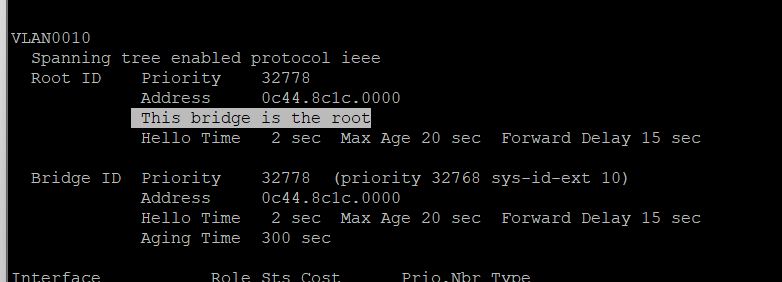 VLAN0010
Spanning tree enabled protocol ieee
Root ID Priority 32778
Address 0c44.8c1c.0000
This bridge is the root
Hello Time 2 sec Max Age 20 sec Forward Delay 15 sec
Bridge ID Priority 32778 (priority 32768 sys-id-ext 10)
Address 0c44.8c1c.0000
Hello Time 2 sec Max Age 20 sec Forward Delay 15 sec
Aging Time 300 sec
Interface Role Sts Cost Prio.Nbr Type